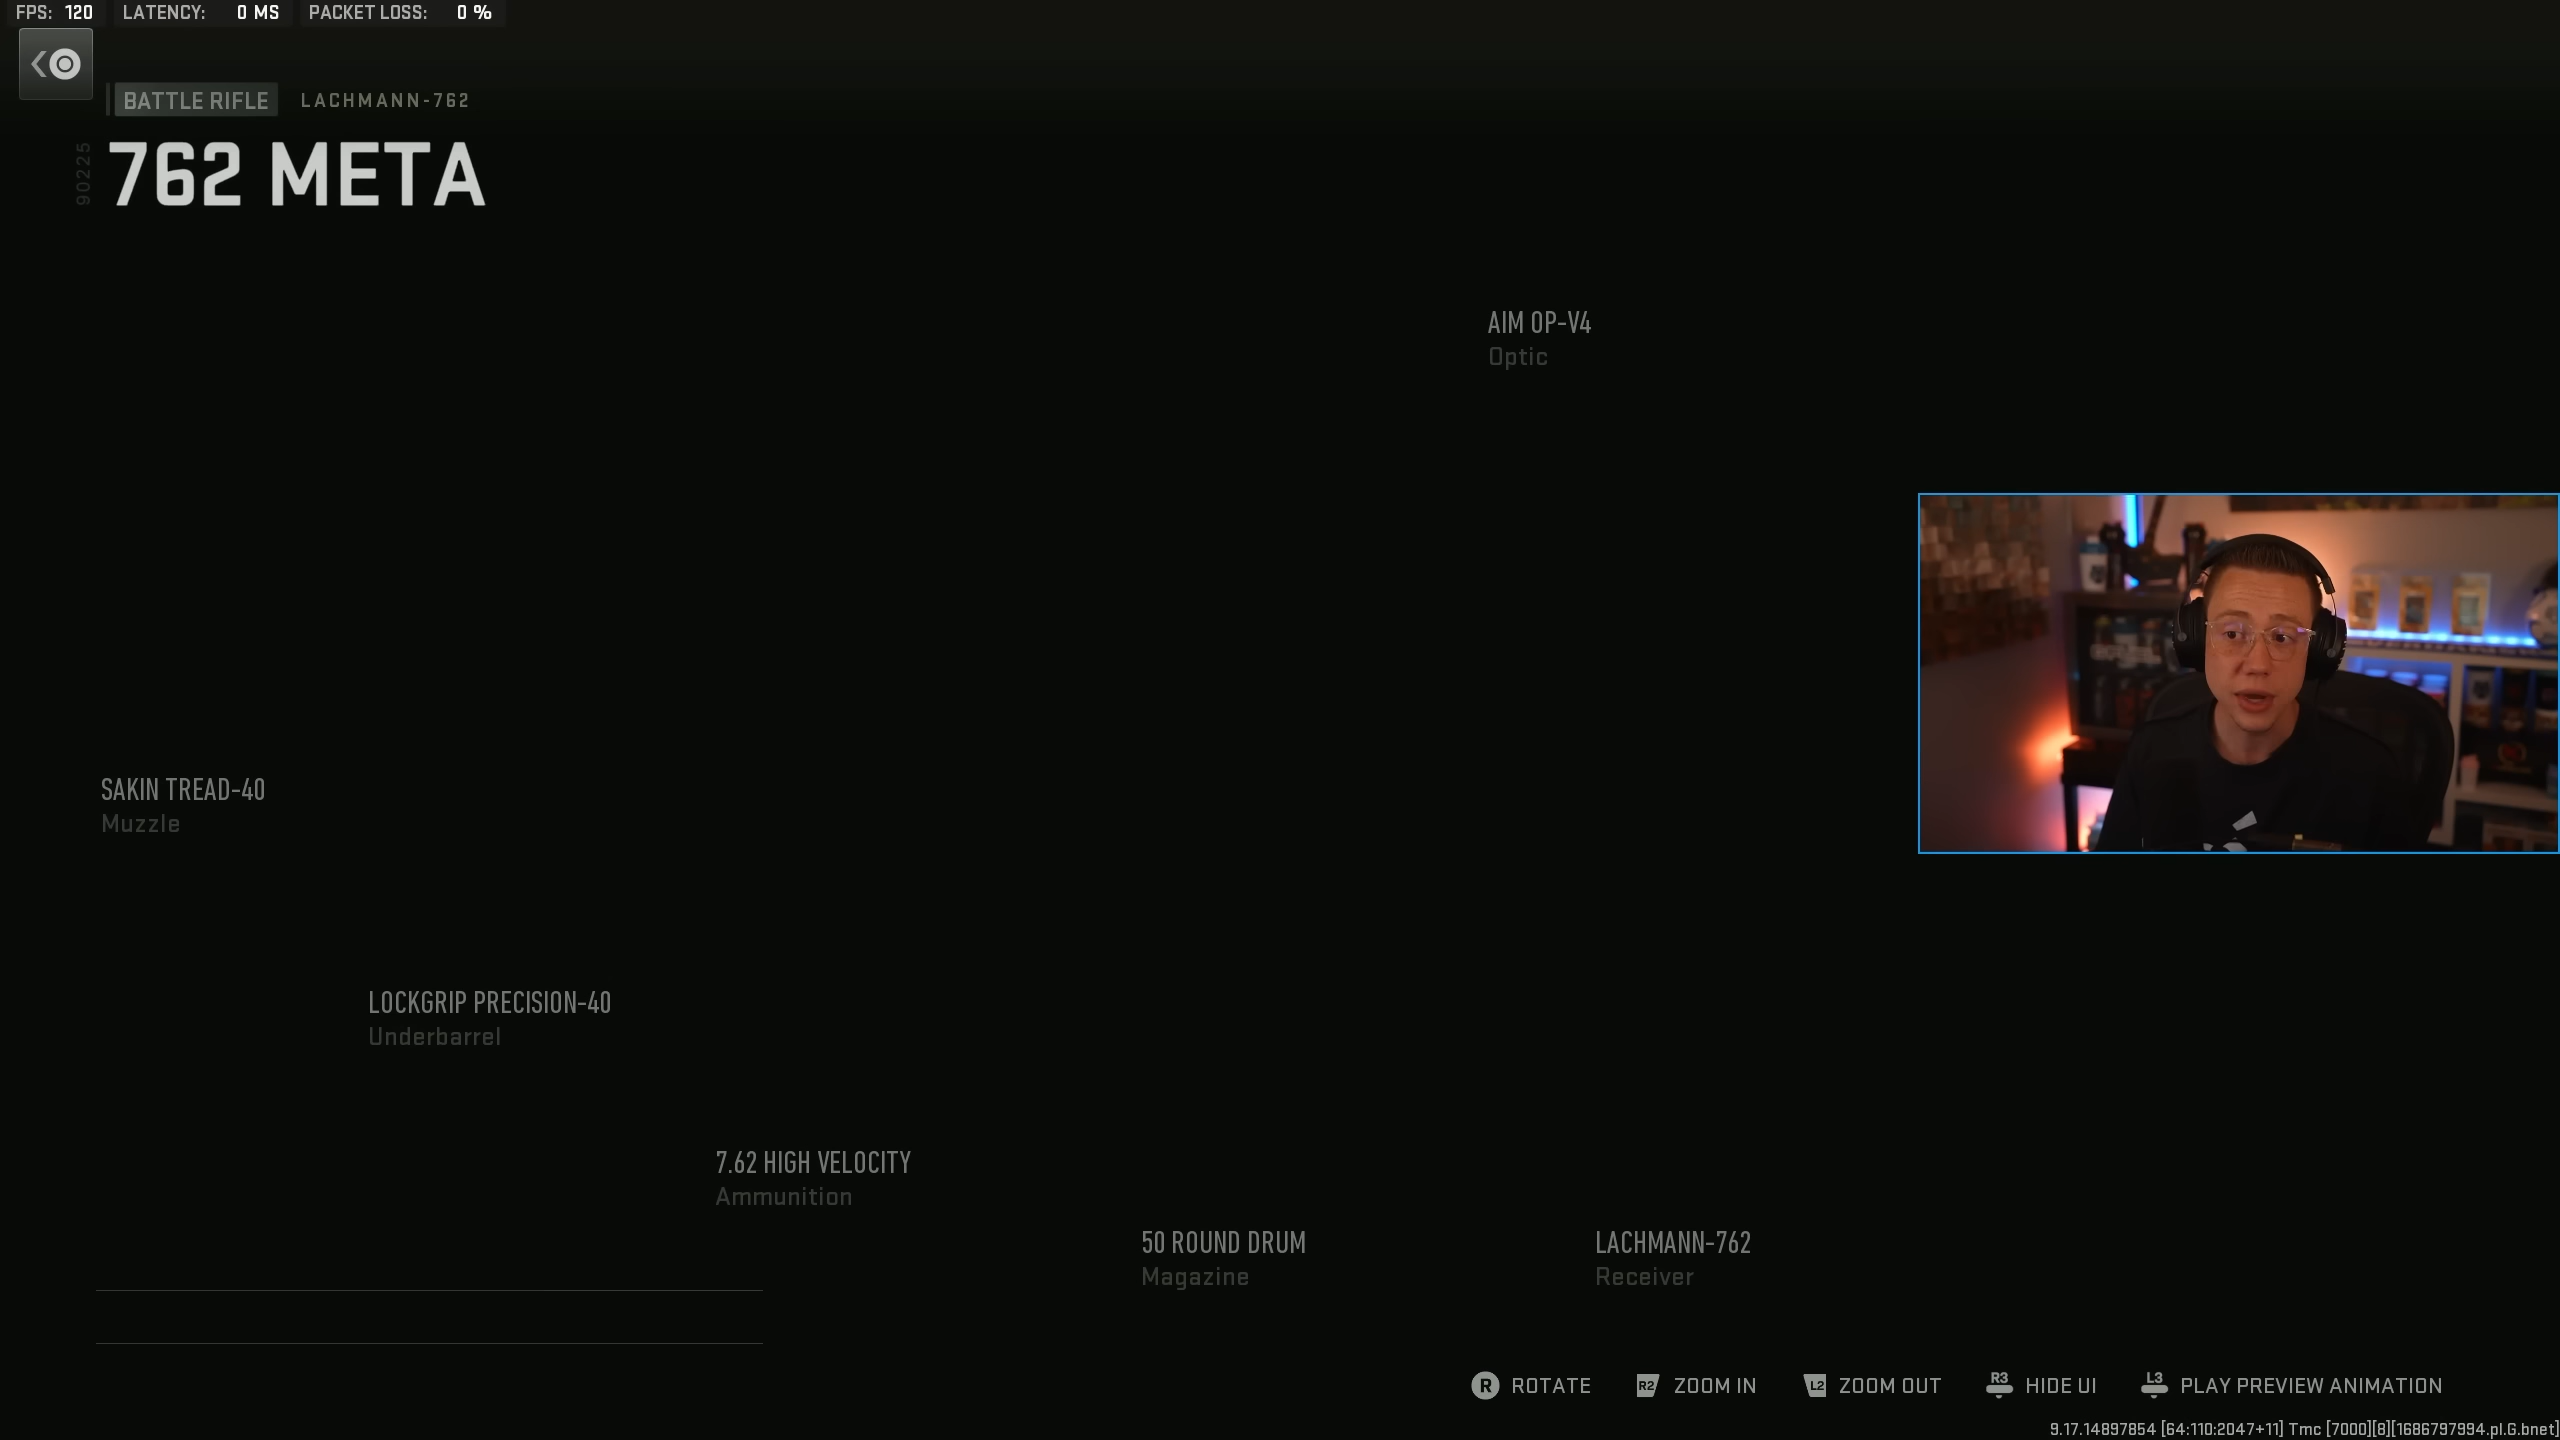 FPS: 120 LATENCY: 0 MS PACKET LOSS: 0 %
BATTLE RIFLE LACHMANN-762
90225
762 META
AIM OP-V4
Optic
SAKIN TREAD-40
Muzzle
LOCKGRIP PRECISION-40
Underbarrel
7.62 HIGH VELOCITY
Ammunition
50 ROUND DRUM
Magazine
LACHMANN-762
Receiver
R ROTATE R2 ZOOM IN L2 ZOOM OUT R3 HIDE UI L3 PLAY PREVIEW ANIMATION
9.17.14897854 [64:110:2047+11] Tmc [7000][8][1686797994.pl.G.bnet]